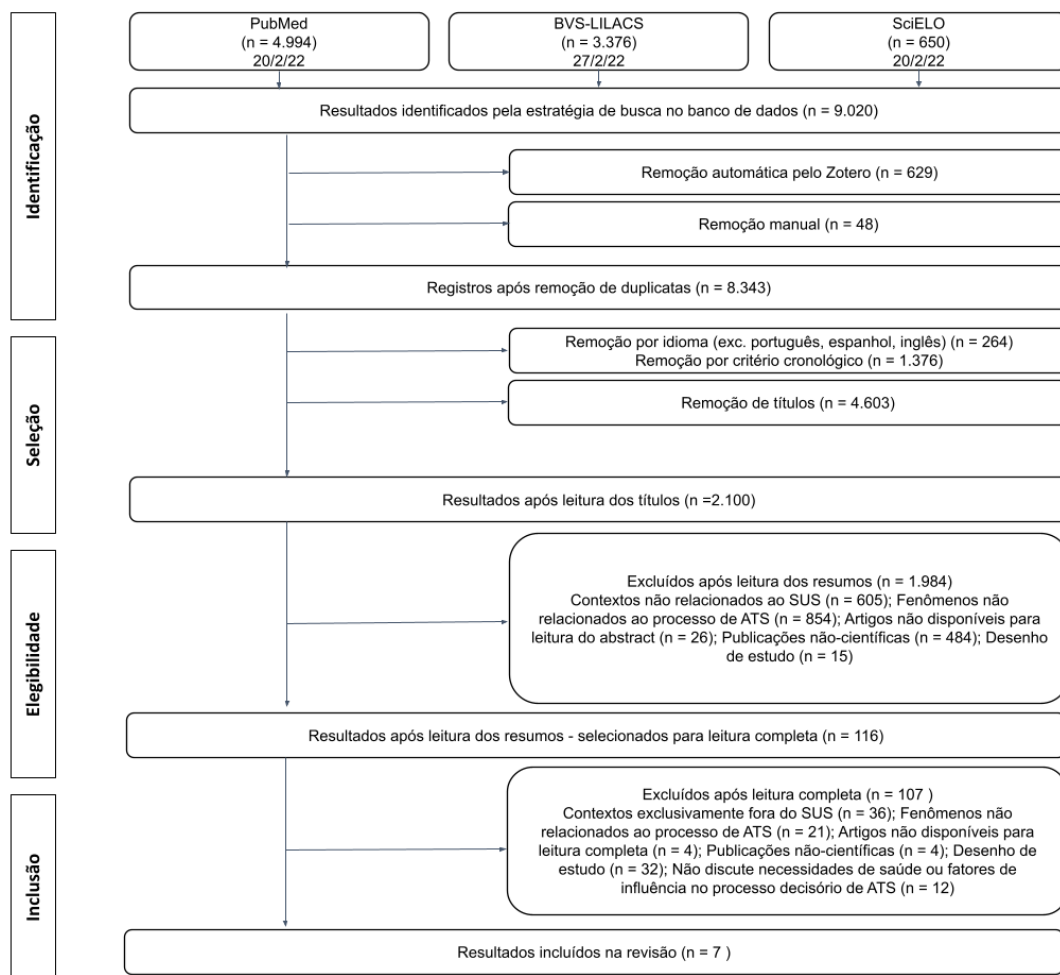 PubMed
(n = 4.994)
20/2/22
BVS-LILACS
(n = 3.376)
27/2/22
SciELO
(n = 650)
20/2/22
Identificação
Resultados identificados pela estratégia de busca no banco de dados (n = 9.020)
Remoção automática pelo Zotero (n = 629)
Remoção manual (n = 48)
Registros após remoção de duplicatas (n = 8.343)
Seleção
Remoção por idioma (exc. português, espanhol, inglês) (n = 264)
Remoção por critério cronológico (n = 1.376)
Remoção de títulos (n = 4.603)
Resultados após leitura dos títulos (n =2.100)
Elegibilidade
Excluídos após leitura dos resumos (n = 1.984)
Contextos não relacionados ao SUS (n = 605); Fenômenos não
relacionados ao processo de ATS (n = 854); Artigos não disponíveis para
leitura do abstract (n = 26); Publicações não-científicas (n = 484); Desenho
de estudo (n = 15)
Resultados após leitura dos resumos - selecionados para leitura completa (n = 116)
Inclusão
Excluídos após leitura completa (n = 107 )
Contextos exclusivamente fora do SUS (n = 36); Fenômenos não
relacionados ao processo de ATS (n = 21); Artigos não disponíveis para
leitura completa (n = 4); Publicações não-científicas (n = 4); Desenho de
estudo (n = 32); Não discute necessidades de saúde ou fatores de
influência no processo decisório de ATS (n = 12)
Resultados incluídos na revisão (n = 7 )